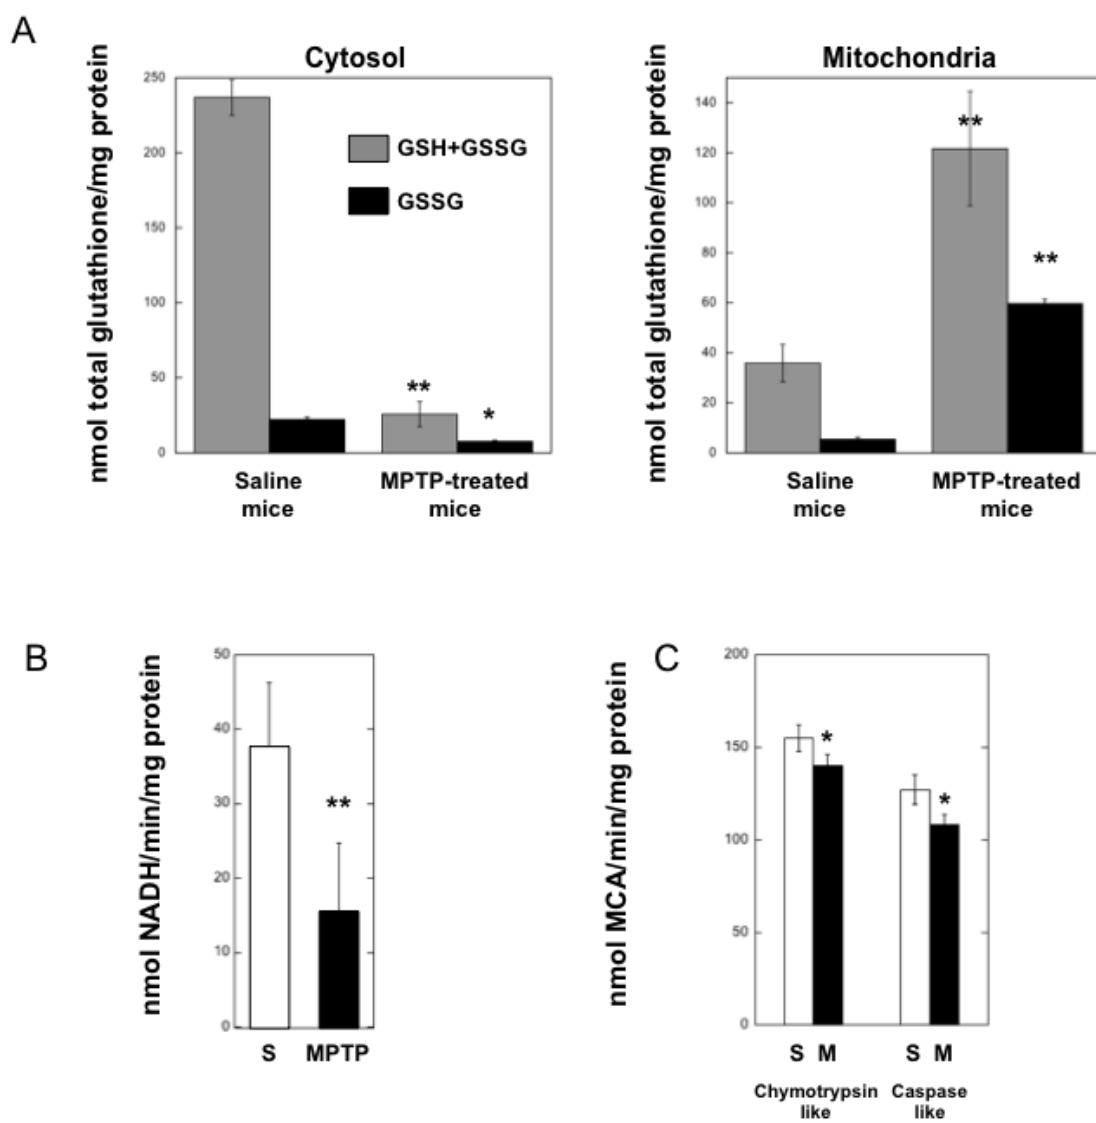 A
Cytosol
nmol total glutathione/mg protein
250
200
150
100
50
0
GSH+GSSG
GSSG
**
*
Saline
mice
MPTP-treated
mice
Mitochondria
nmol total glutathione/mg protein
140
120
100
80
60
40
20
0
**
**
Saline
mice
MPTP-treated
mice
B
nmol NADH/min/mg protein
50
40
30
20
10
0
**
S MPTP
C
nmol MCA/min/mg protein
200
150
100
50
0
*
*
S M S M
Chymotrypsin Caspase
like like